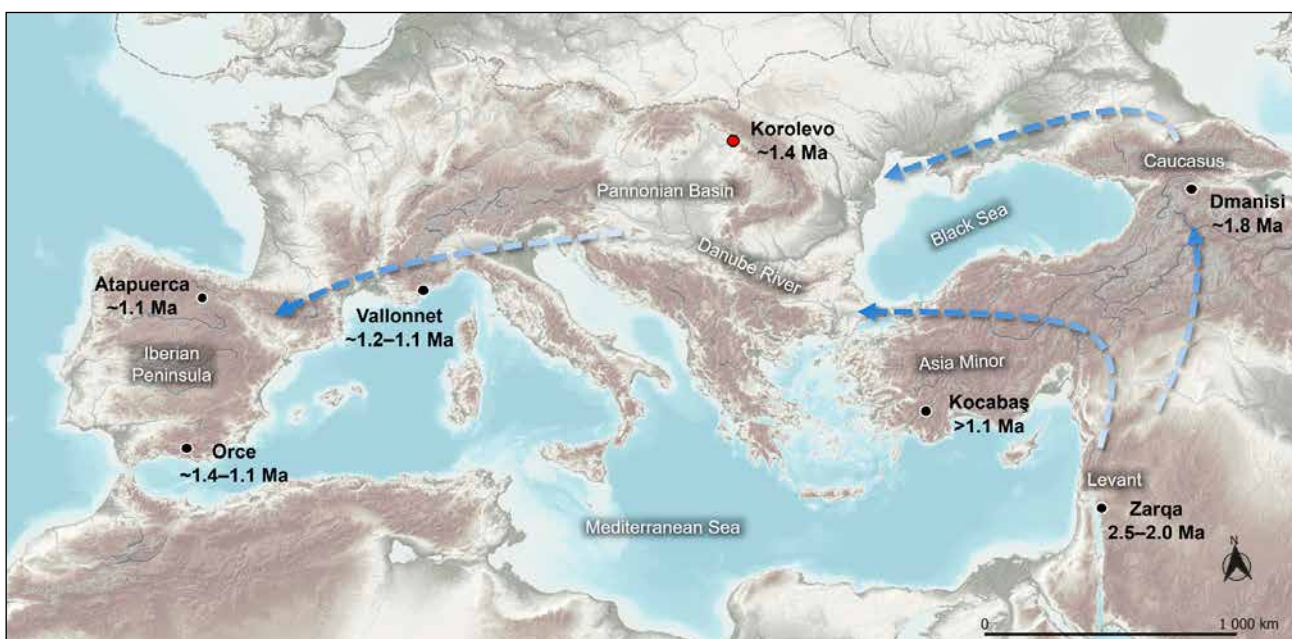 Korolevo
~1.4 Ma
Caucasus
Pannonian Basin
Dmanisi
~1.8 Ma
Black Sea
Danube River
Atapuerca
~1.1 Ma
Vallonnet
~1.2–1.1 Ma
Iberian
Peninsula
Asia Minor
Kocabaş
>1.1 Ma
Orce
~1.4–1.1 Ma
Levant
Zarqa
2.5–2.0 Ma
Mediterranean Sea
N
0
1 000 km